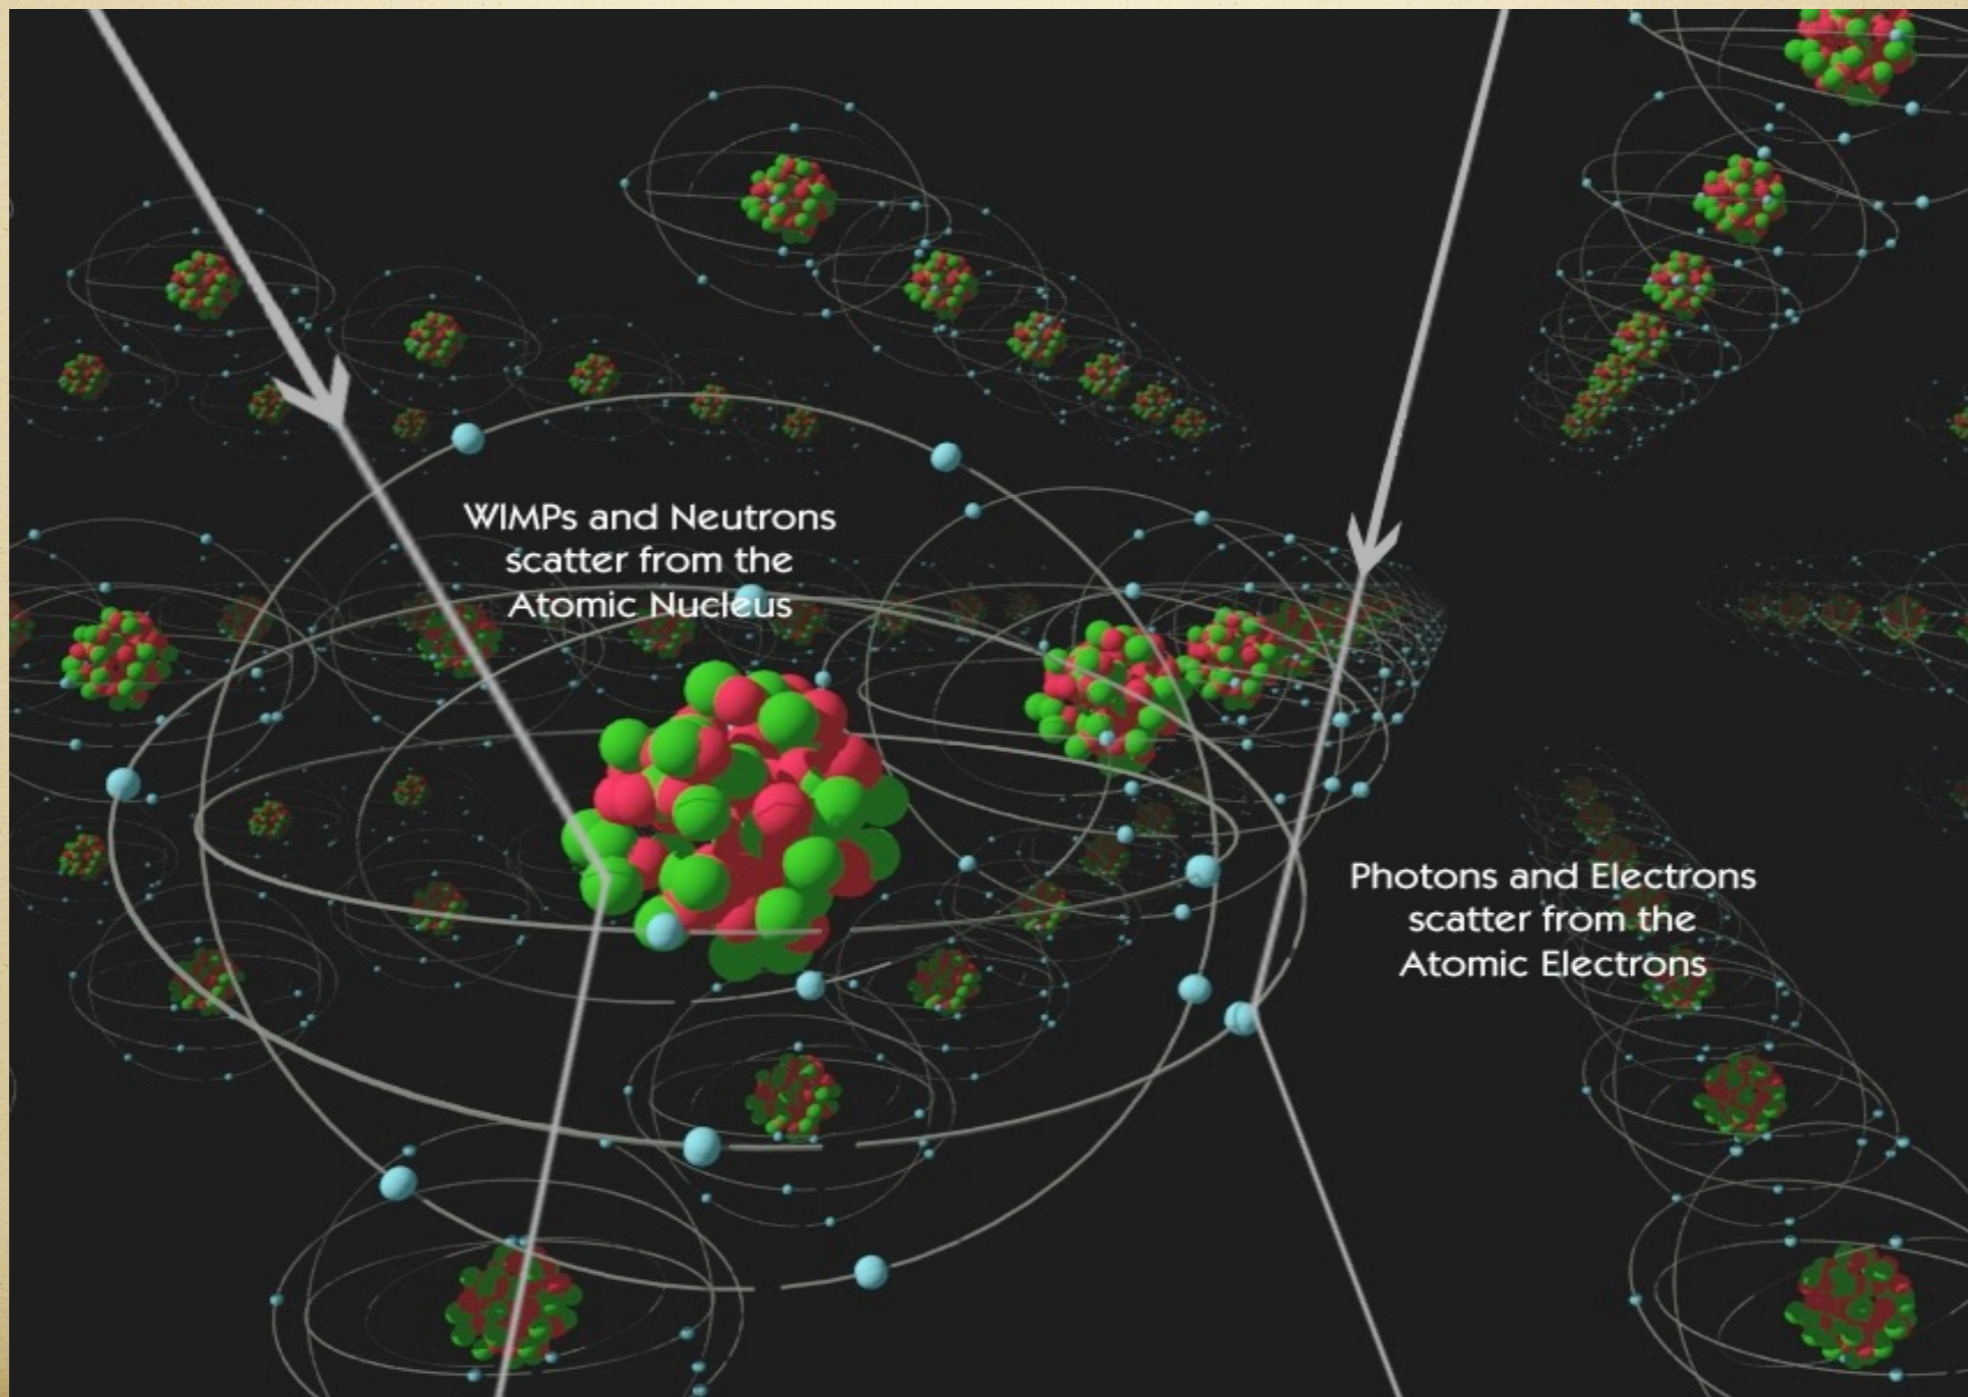 WIMPs and Neutrons
scatter from the
Atomic Nucleus
Photons and Electrons
scatter from the
Atomic Electrons